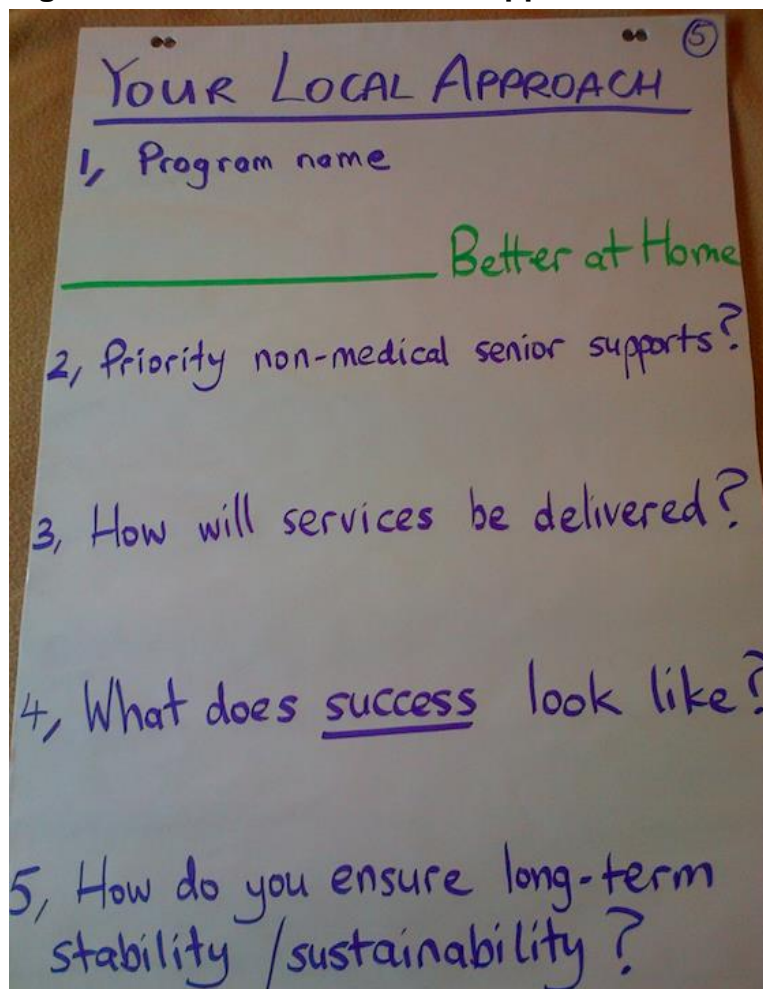 5
YOUR LOCAL APPROACH
1, Program name
Better at Home
2, Priority non-medical senior supports?
3, How will services be delivered?
4, What does success look like?
5, How do you ensure long-term
stability/sustainability?